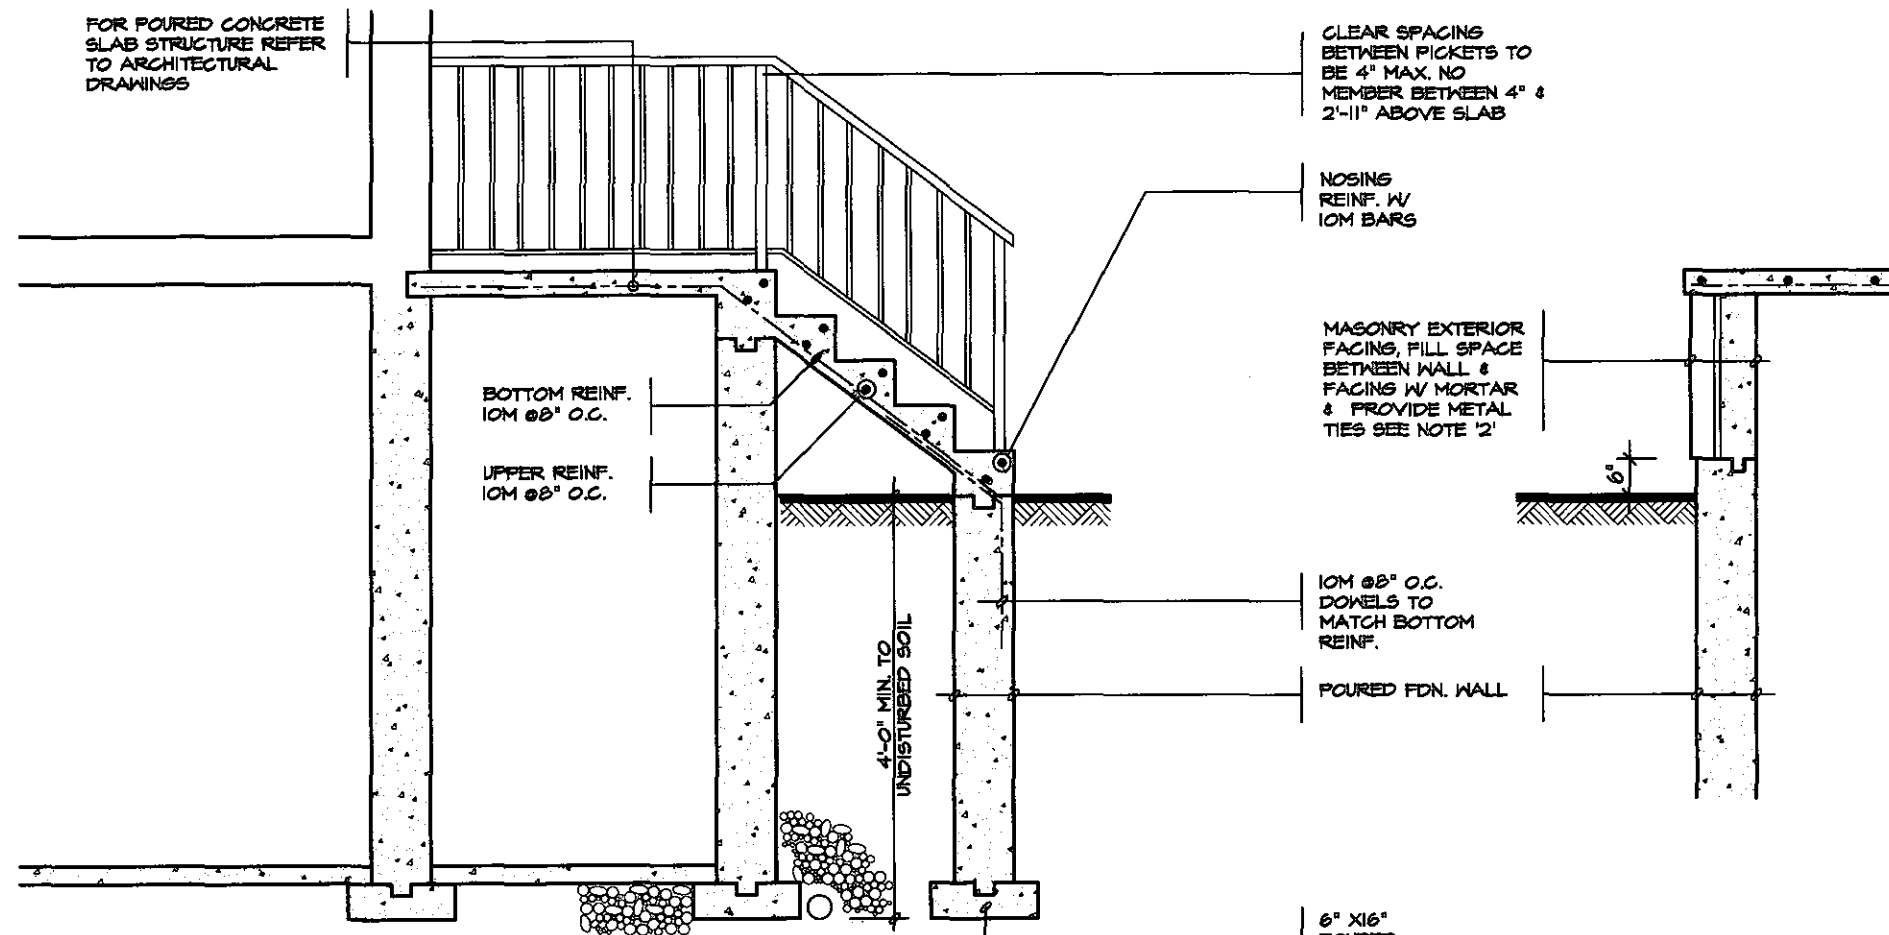 FOR POURED CONCRETE
SLAB STRUCTURE REFER
TO ARCHITECTURAL
DRAWINGS
CLEAR SPACING
BETWEEN PICKETS TO
BE 4" MAX. NO
MEMBER BETWEEN 4" &
2'-11" ABOVE SLAB
NOSING
REINF. W/
10M BARS
MASONRY EXTERIOR
FACING, FILL SPACE
BETWEEN WALL &
FACING W/ MORTAR
& PROVIDE METAL
TIES SEE NOTE '2'
BOTTOM REINF.
10M @8" O.C.
UPPER REINF.
10M @8" O.C.
6"
10M @8" O.C.
DOWELS TO
MATCH BOTTOM
REINF.
4'-0" MIN. TO
UNDISTURBED SOIL
POURED FDN. WALL
6" X16"